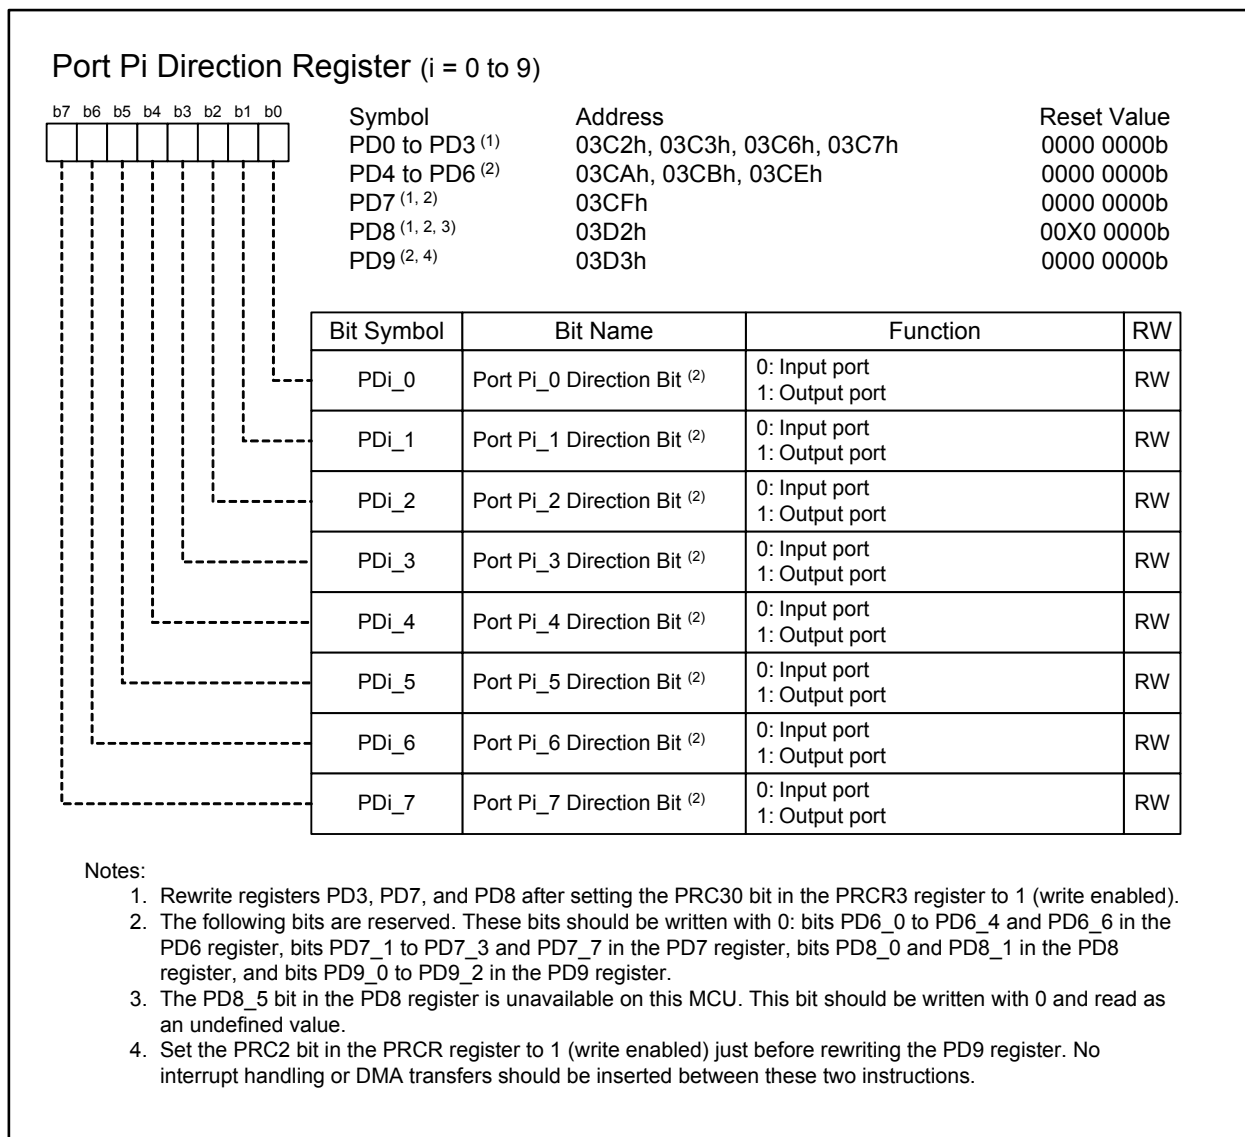 Port Pi Direction Register (i = 0 to 9)
b7 b6 b5 b4 b3 b2 b1 b0
Symbol Address Reset Value
PD0 to PD3 (1) 03C2h, 03C3h, 03C6h, 03C7h 0000 0000b
PD4 to PD6 (2) 03CAh, 03CBh, 03CEh 0000 0000b
PD7 (1, 2) 03CFh 0000 0000b
PD8 (1, 2, 3) 03D2h 00X0 0000b
PD9 (2, 4) 03D3h 0000 0000b
Bit Symbol Bit Name Function RW
PDi_0 Port Pi_0 Direction Bit (2) 0: Input port
1: Output port RW
PDi_1 Port Pi_1 Direction Bit (2) 0: Input port
1: Output port RW
PDi_2 Port Pi_2 Direction Bit (2) 0: Input port
1: Output port RW
PDi_3 Port Pi_3 Direction Bit (2) 0: Input port
1: Output port RW
PDi_4 Port Pi_4 Direction Bit (2) 0: Input port
1: Output port RW
PDi_5 Port Pi_5 Direction Bit (2) 0: Input port
1: Output port RW
PDi_6 Port Pi_6 Direction Bit (2) 0: Input port
1: Output port RW
PDi_7 Port Pi_7 Direction Bit (2) 0: Input port
1: Output port RW
Notes:
1. Rewrite registers PD3, PD7, and PD8 after setting the PRC30 bit in the PRCR3 register to 1 (write enabled).
2. The following bits are reserved. These bits should be written with 0: bits PD6_0 to PD6_4 and PD6_6 in the
PD6 register, bits PD7_1 to PD7_3 and PD7_7 in the PD7 register, bits PD8_0 and PD8_1 in the PD8
register, and bits PD9_0 to PD9_2 in the PD9 register.
3. The PD8_5 bit in the PD8 register is unavailable on this MCU. This bit should be written with 0 and read as
an undefined value.
4. Set the PRC2 bit in the PRCR register to 1 (write enabled) just before rewriting the PD9 register. No
interrupt handling or DMA transfers should be inserted between these two instructions.